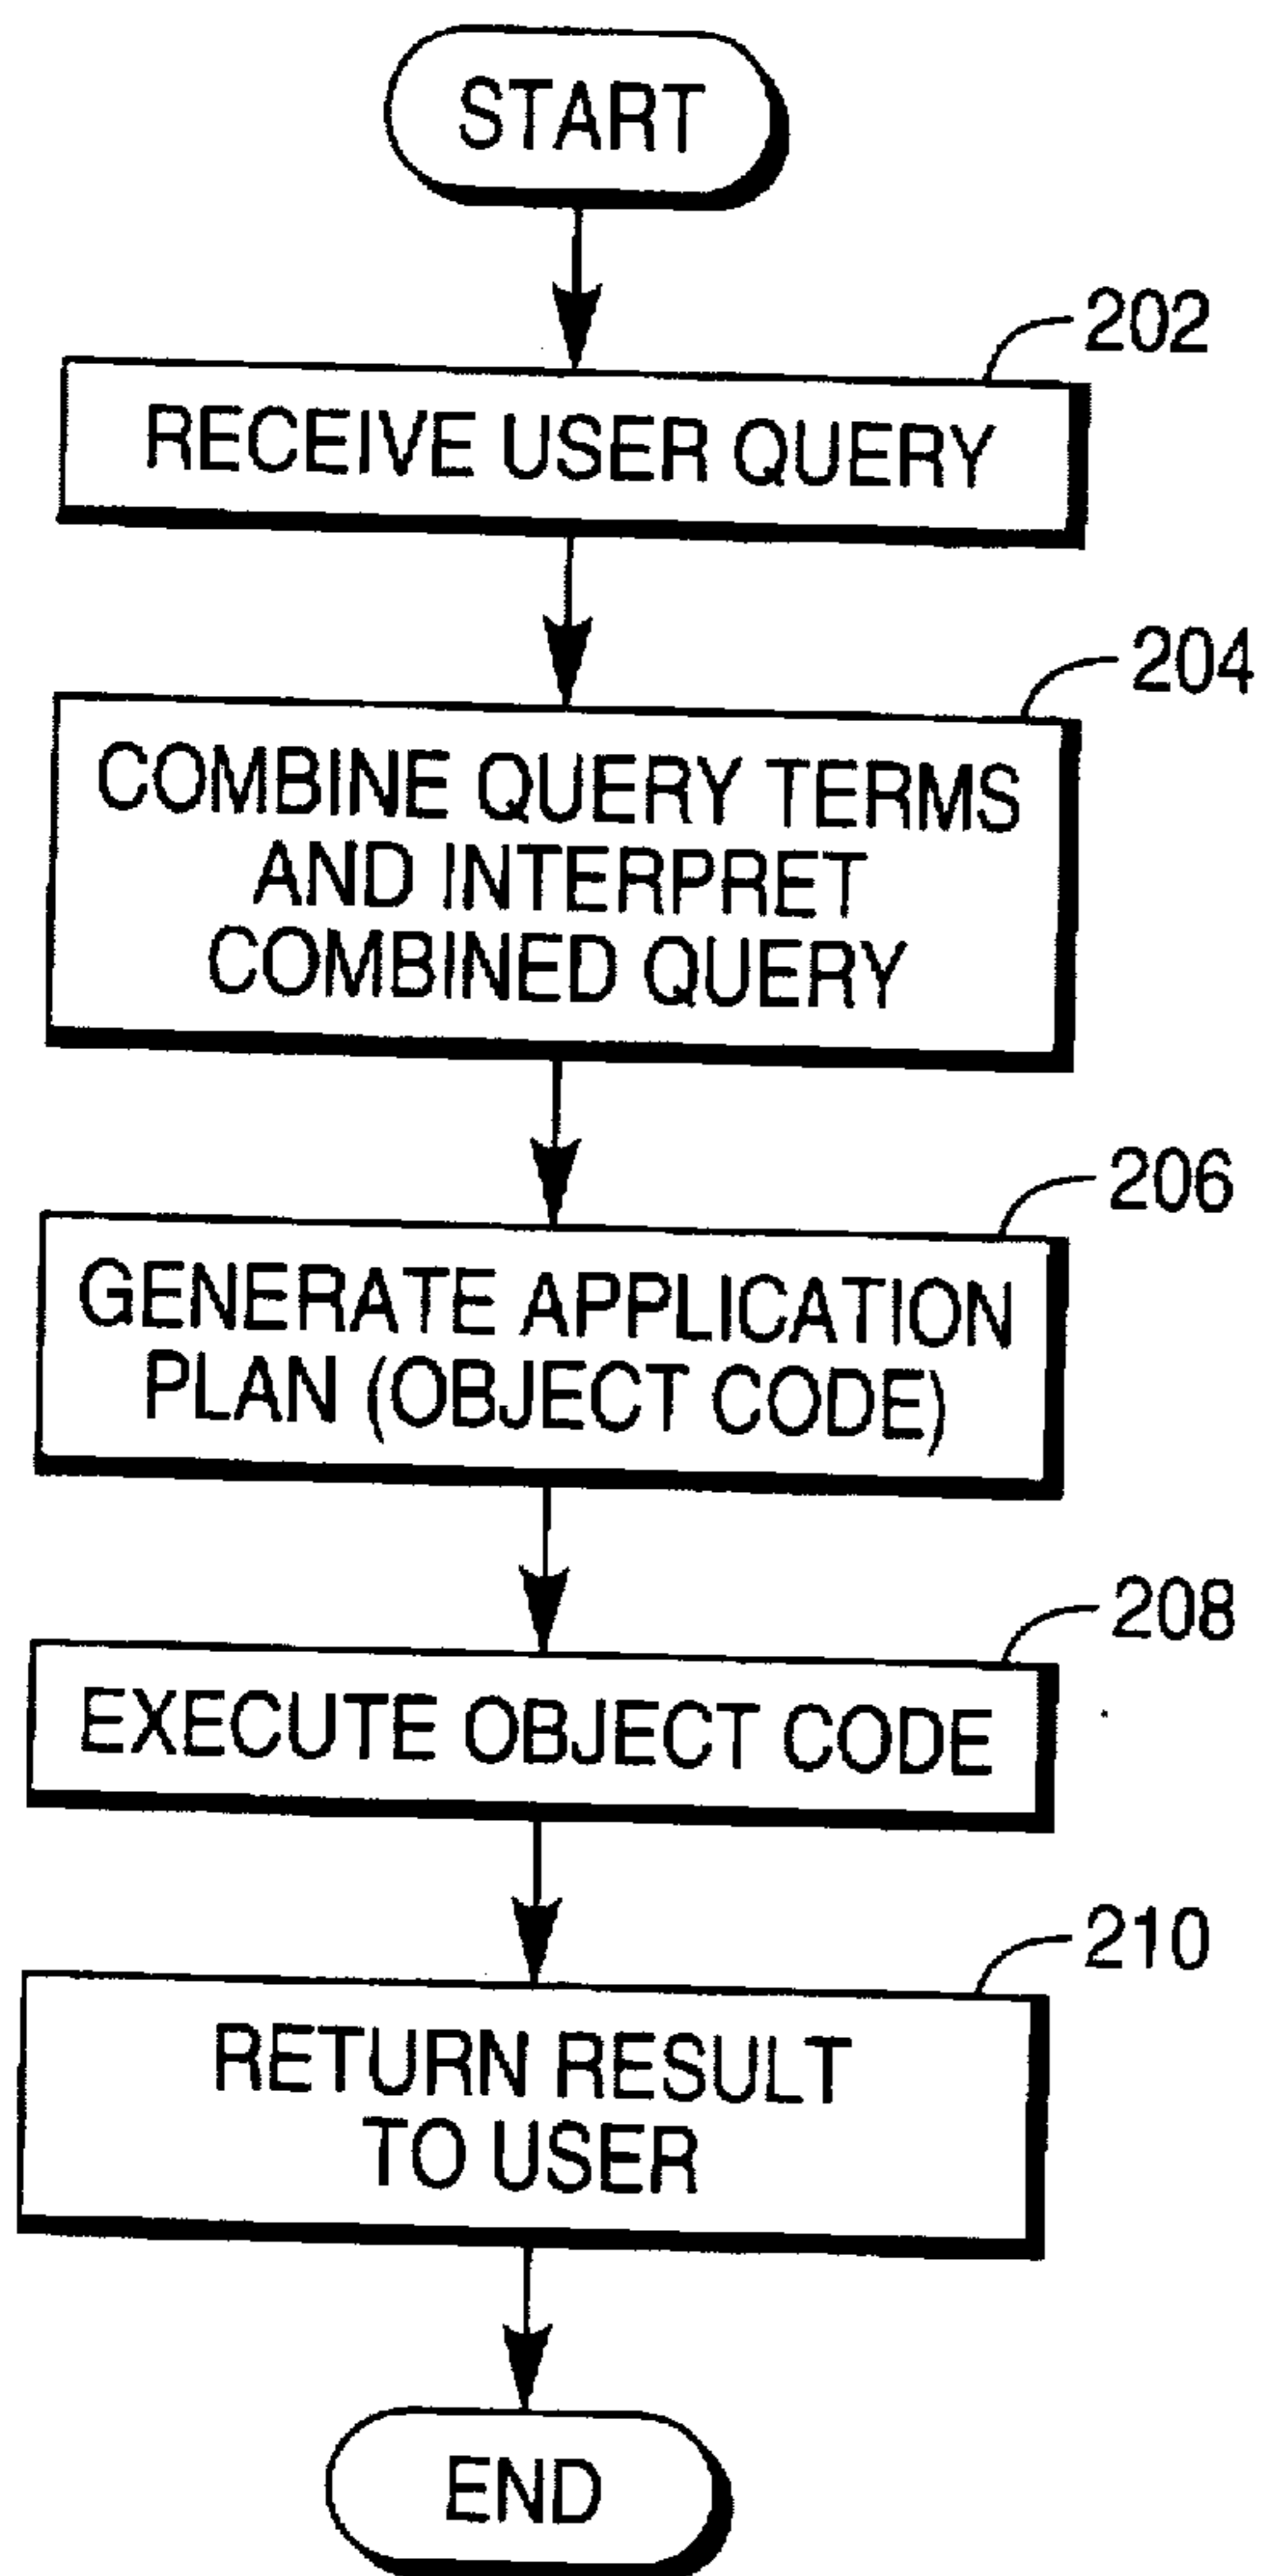 START
202
RECEIVE USER QUERY
204
COMBINE QUERY TERMS
AND INTERPRET
COMBINED QUERY
206
GENERATE APPLICATION
PLAN (OBJECT CODE)
208
EXECUTE OBJECT CODE
210
RETURN RESULT
TO USER
END